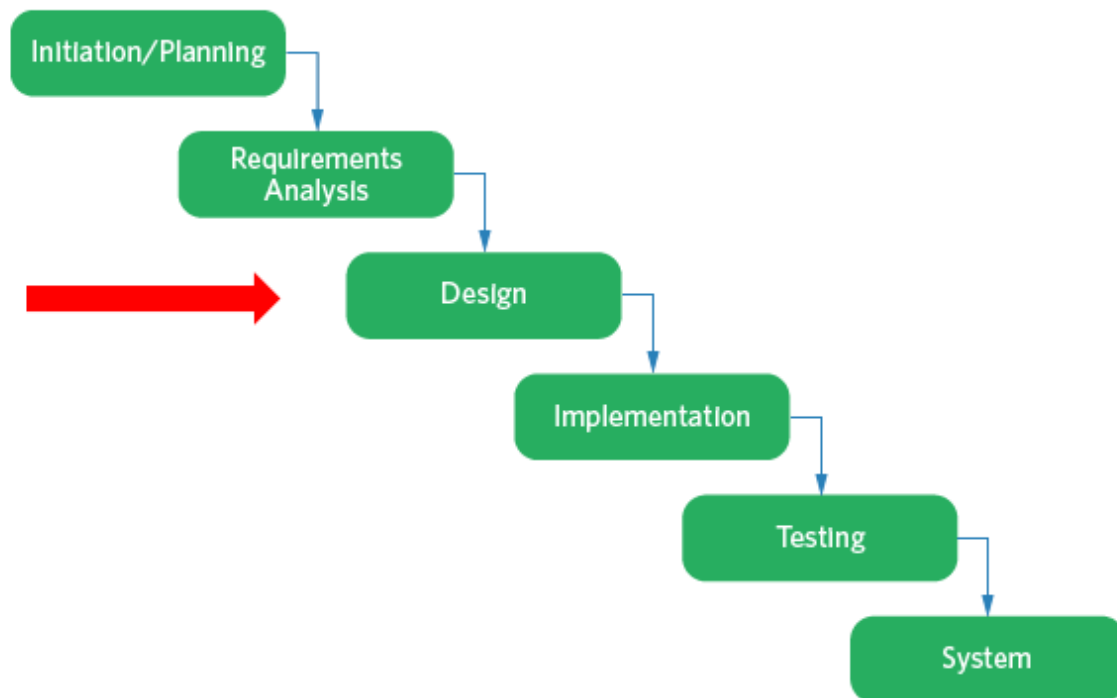 Initiation/Planning
Requirements
Analysis
Design
Implementation
Testing
System